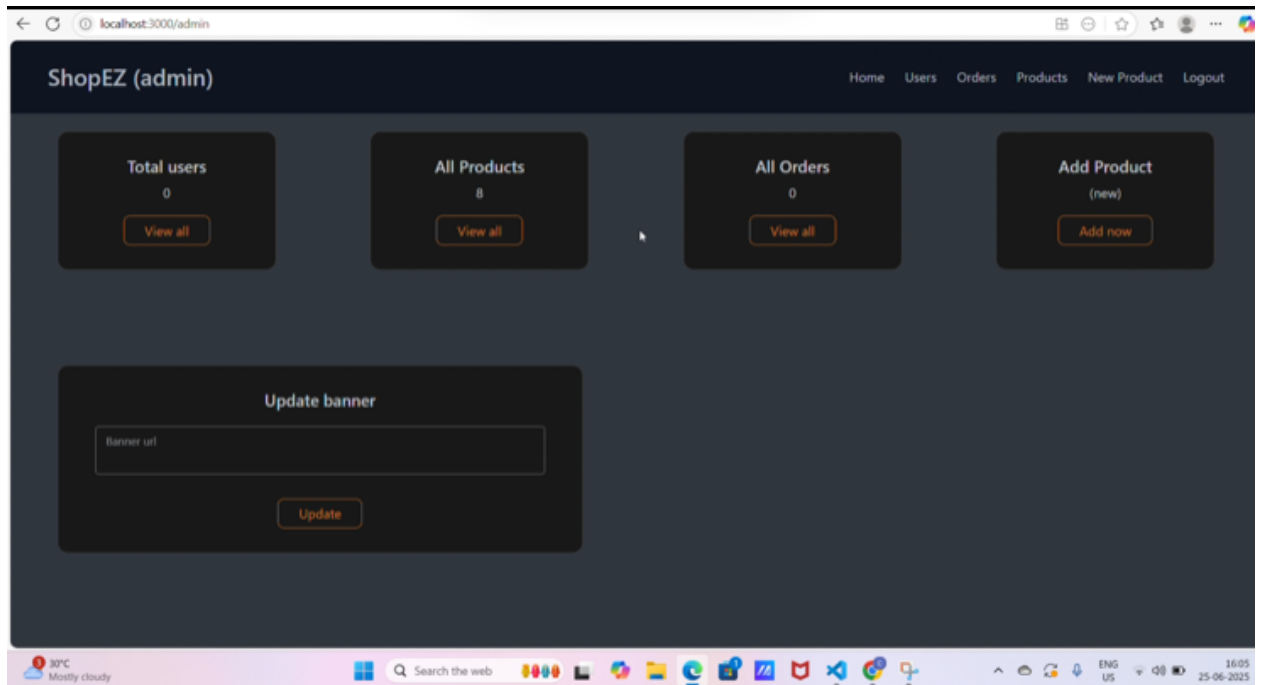 localhost:3000/admin
ShopEZ (admin)
Home Users Orders Products New Product Logout
Total users
0
View all
All Products
8
View all
All Orders
0
View all
Add Product
(new)
Add now
Update banner
Banner url
Update
30°C
Mostly cloudy
Search the web
ENG
US
16:05
25-06-2025